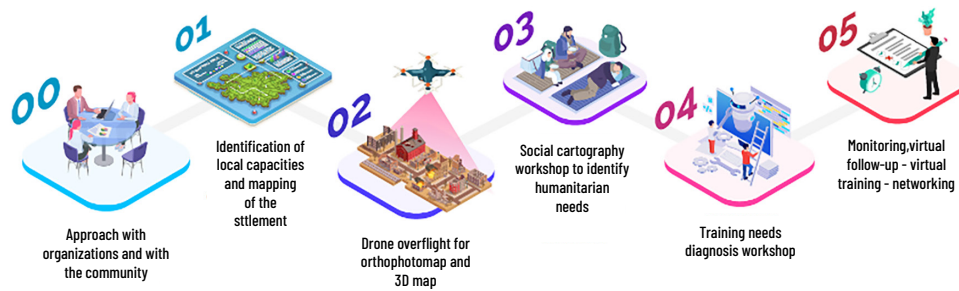 00
Approach with
organizations and with
the community
01
Identification of
local capacities
and mapping
of the
sttlement
02
Drone overflight for
orthophotomap and
3D map
03
Social cartography
workshop to identify
humanitarian
needs
04
Training needs
diagnosis workshop
05
Monitoring,virtual
follow-up - virtual
training - networking